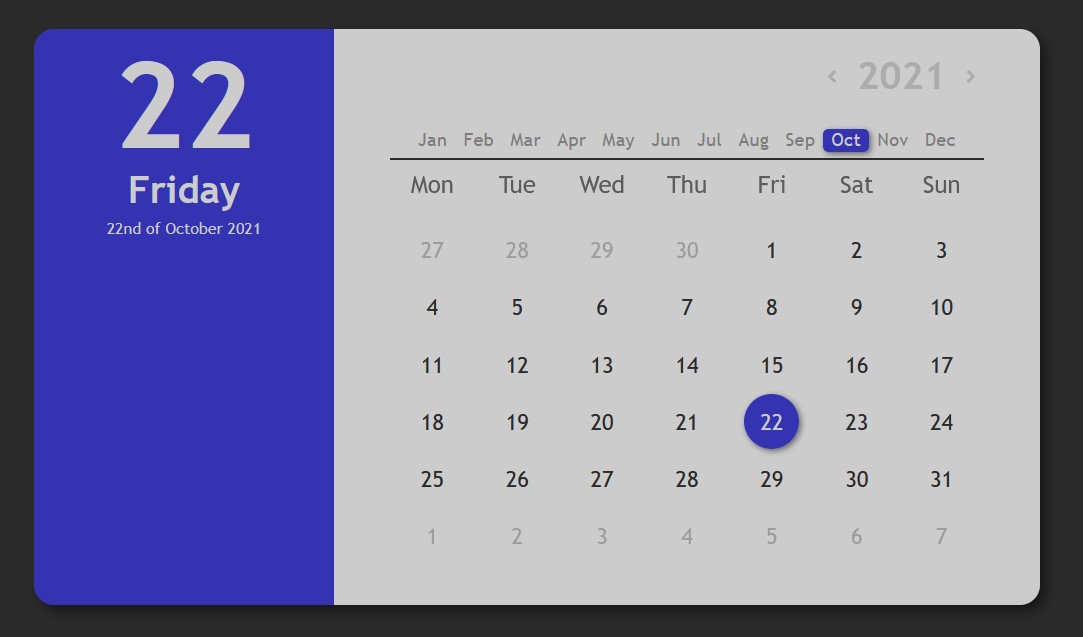 22
Friday
22nd of October 2021
2021
Jan Feb Mar Apr May Jun Jul Aug Sep Oct Nov Dec
Mon Tue Wed Thu Fri Sat Sun
27 28 29 30 1 2 3
4 5 6 7 8 9 10
11 12 13 14 15 16 17
18 19 20 21 22 23 24
25 26 27 28 29 30 31
1 2 3 4 5 6 7